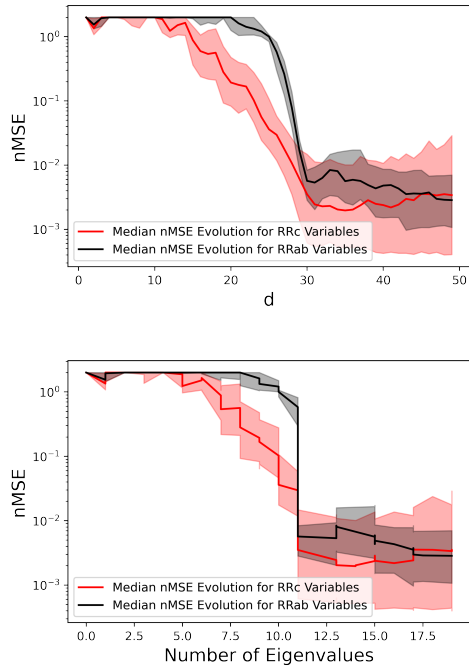 10⁰
10⁻¹
10⁻²
10⁻³
nMSE
Median nMSE Evolution for RRc Variables
Median nMSE Evolution for RRab Variables
0 10 20 30 40 50
d
10⁰
10⁻¹
10⁻²
10⁻³
nMSE
Median nMSE Evolution for RRc Variables
Median nMSE Evolution for RRab Variables
0.0 2.5 5.0 7.5 10.0 12.5 15.0 17.5
Number of Eigenvalues